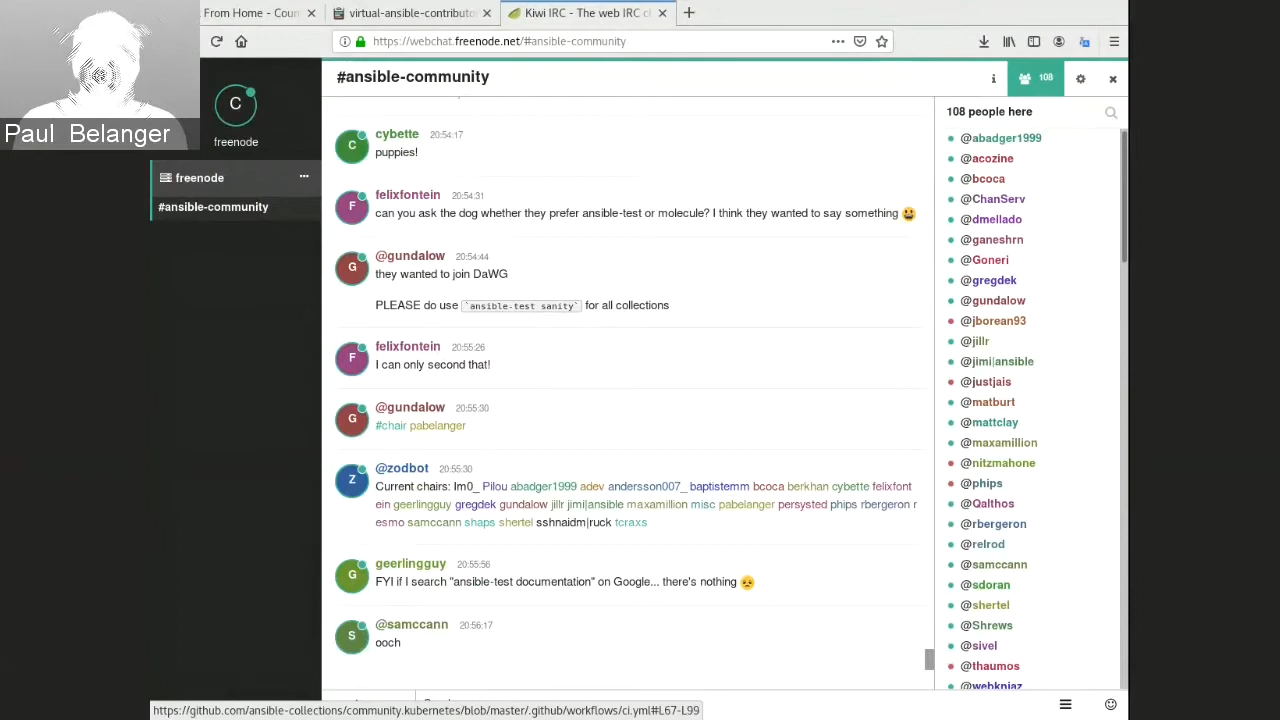 From Home - Coun
virtual-ansible-contributo
Kiwi IRC - The web IRC cl
https://webchat.freenode.net/#ansible-community
Paul Belanger
C
freenode
freenode
#ansible-community
#ansible-community
108
cybette 20:54:17
C
puppies!
felixfontein 20:54:31
F
can you ask the dog whether they prefer ansible-test or molecule? I think they wanted to say something 😃
@gundalow 20:54:44
G
they wanted to join DaWG
PLEASE do use `ansible-test sanity` for all collections
felixfontein 20:55:26
F
I can only second that!
@gundalow 20:55:30
G
#chair pabelanger
@zodbot 20:55:30
Z
Current chairs: lm0_ Pilou abadger1999 adev andersson007_ baptistemm bcoca berkhan cybette felixfont
ein geerlingguy gregdek gundalow jillr jimi|ansible maxamillion misc pabelanger persysted phips rbergeron r
esmo samccann shaps shertel sshnaidm|ruck tcraxs
geerlingguy 20:55:56
G
FYI if I search "ansible-test documentation" on Google... there's nothing 😞
@samccann 20:56:17
S
ooch
108 people here
@abadger1999
@acozine
@bcoca
@ChanServ
@dmellado
@ganeshrn
@Goneri
@gregdek
@gundalow
@jborean93
@jillr
@jimi|ansible
@justjais
@matburt
@mattclay
@maxamillion
@nitzmahone
@phips
@Qalthos
@rbergeron
@relrod
@samccann
@sdoran
@shertel
@Shrews
@sivel
@thaumos
@webknjaz
https://github.com/ansible-collections/community.kubernetes/blob/master/.github/workflows/ci.yml#L67-L99